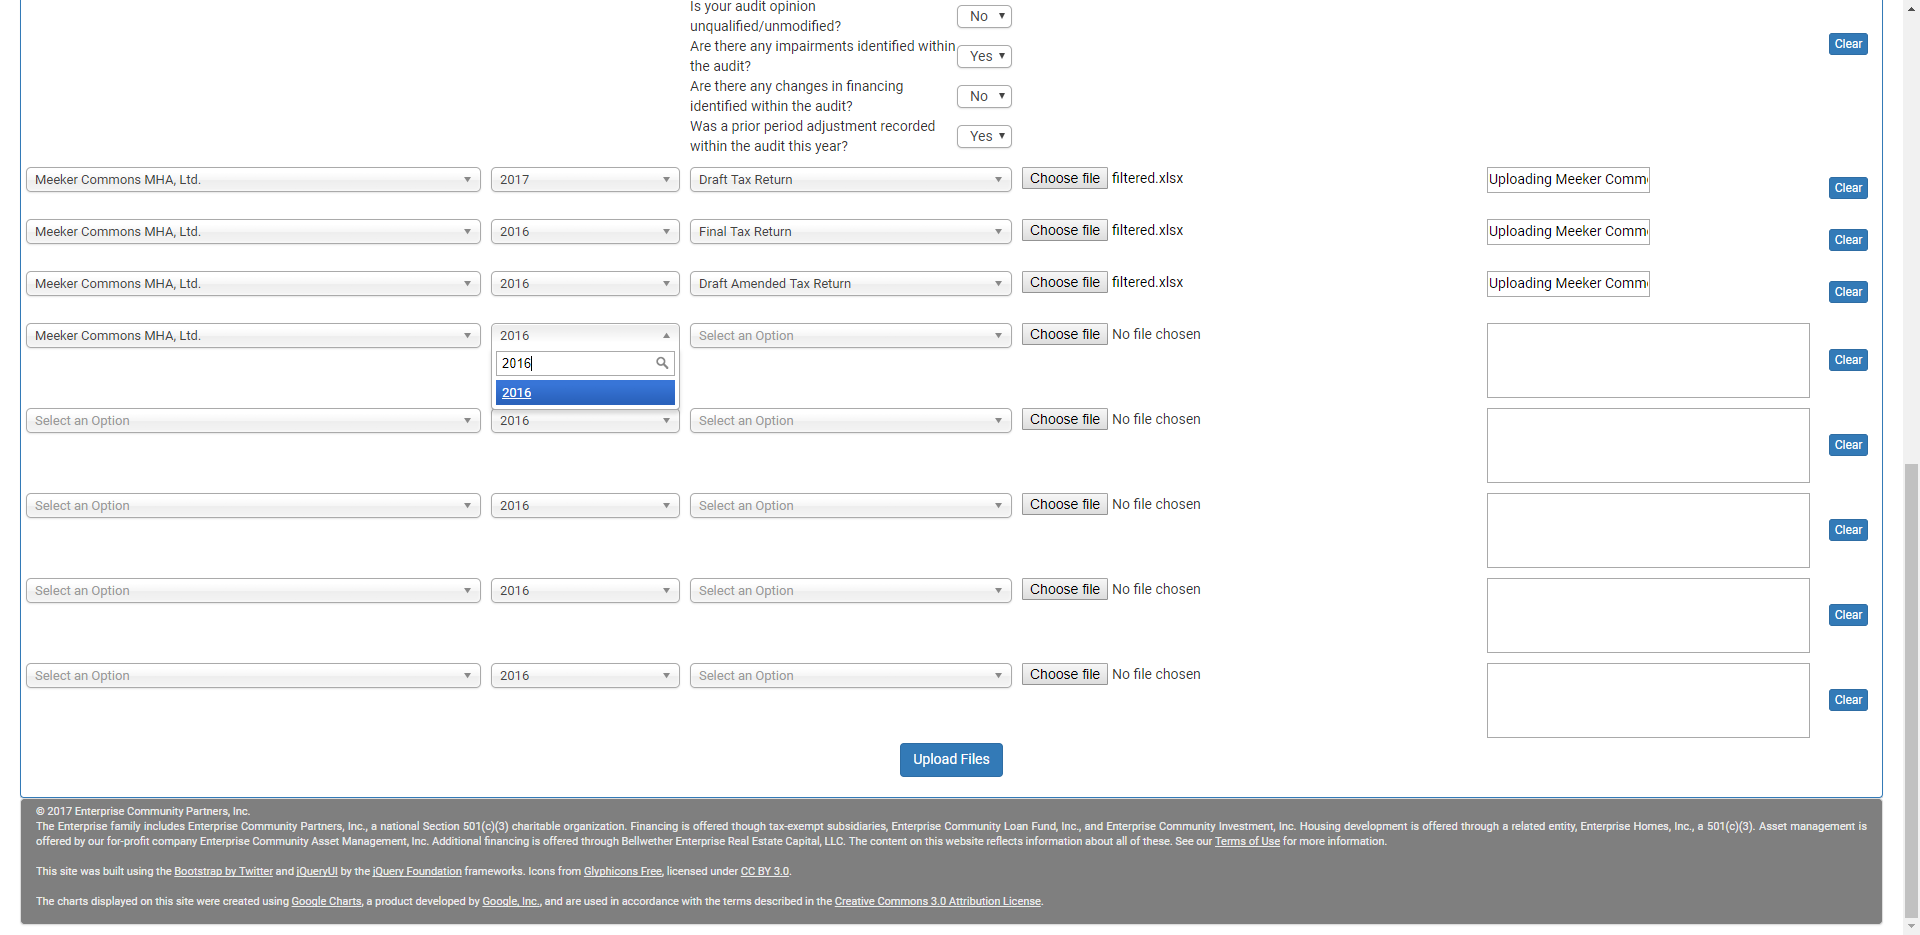 Is your audit opinion
unqualified/unmodified?
No
Are there any impairments identified within
the audit?
Yes
Clear
Are there any changes in financing
identified within the audit?
No
Was a prior period adjustment recorded
within the audit this year?
Yes
Meeker Commons MHA, Ltd. 2017 Draft Tax Return Choose file filtered.xlsx Uploading Meeker Comm Clear
Meeker Commons MHA, Ltd. 2016 Final Tax Return Choose file filtered.xlsx Uploading Meeker Comm Clear
Meeker Commons MHA, Ltd. 2016 Draft Amended Tax Return Choose file filtered.xlsx Uploading Meeker Comm Clear
Meeker Commons MHA, Ltd. 2016 Select an Option Choose file No file chosen Clear
2016
2016
Select an Option 2016 Select an Option Choose file No file chosen Clear
Select an Option 2016 Select an Option Choose file No file chosen Clear
Select an Option 2016 Select an Option Choose file No file chosen Clear
Select an Option 2016 Select an Option Choose file No file chosen Clear
Upload Files
© 2017 Enterprise Community Partners, Inc.
The Enterprise family includes Enterprise Community Partners, Inc., a national Section 501(c)(3) charitable organization. Financing is offered though tax-exempt subsidiaries, Enterprise Community Loan Fund, Inc., and Enterprise Community Investment, Inc. Housing development is offered through a related entity, Enterprise Homes, Inc., a 501(c)(3). Asset management is
offered by our for-profit company Enterprise Community Asset Management, Inc. Additional financing is offered through Bellwether Enterprise Real Estate Capital, LLC. The content on this website reflects information about all of these. See our Terms of Use for more information.
This site was built using the Bootstrap by Twitter and jQueryUI by the jQuery Foundation frameworks. Icons from Glyphicons Free, licensed under CC BY 3.0.
The charts displayed on this site were created using Google Charts, a product developed by Google, Inc., and are used in accordance with the terms described in the Creative Commons 3.0 Attribution License.